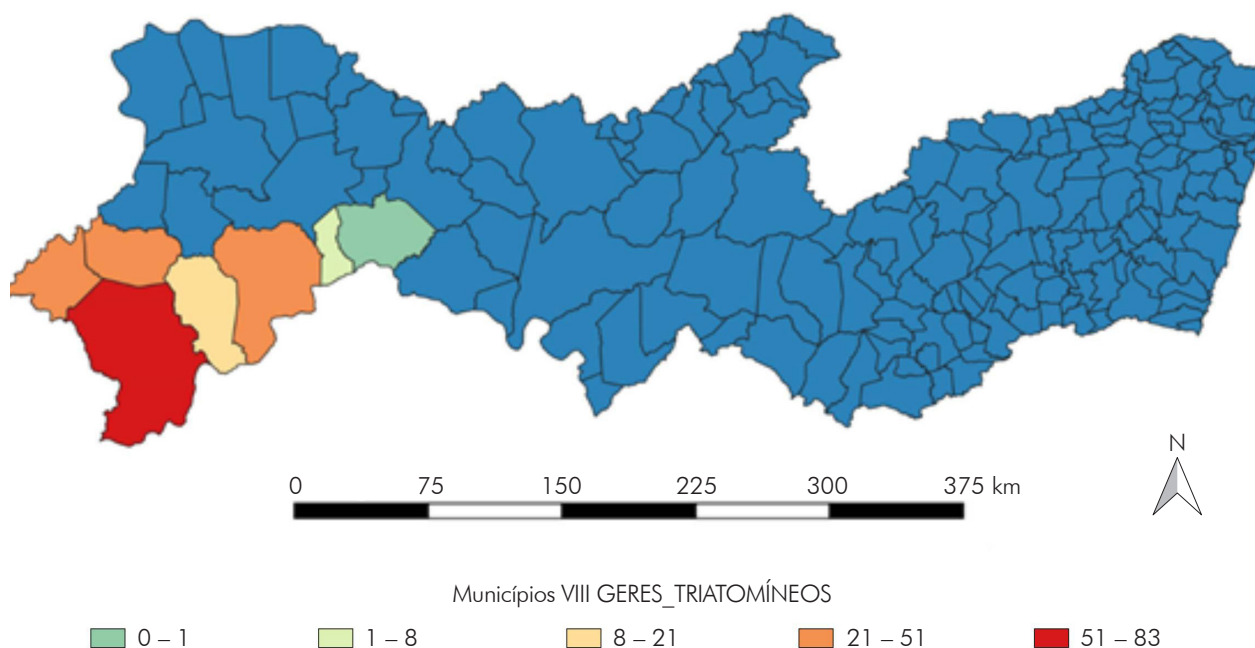 N
0 75 150 225 300 375 km
Municípios VIII GERES_TRIATOMÍNEOS
0 – 1 1 – 8 8 – 21 21 – 51 51 – 83